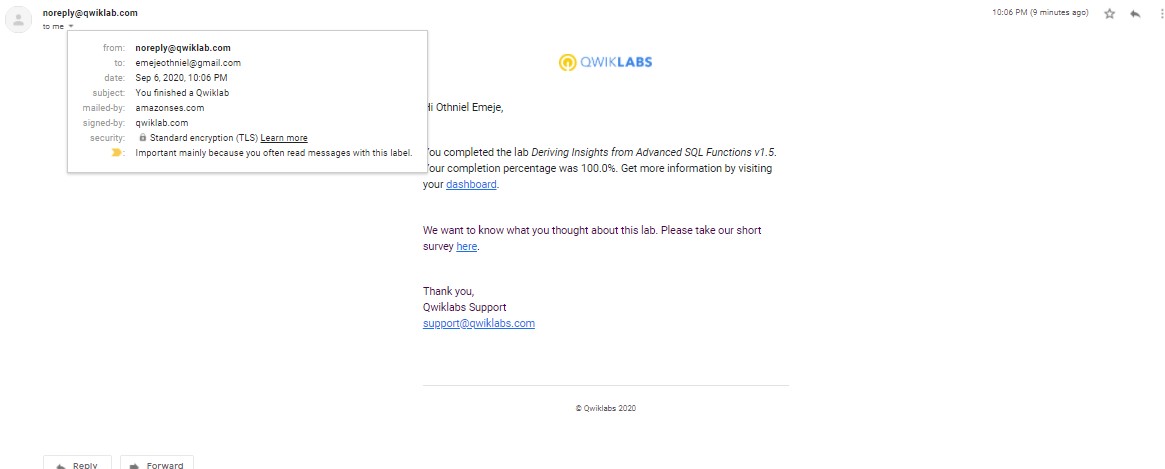 noreply@qwiklab.com
10:06 PM (9 minutes ago)
to me
from: noreply@qwiklab.com
to: emejeothniel@gmail.com
date: Sep 6, 2020, 10:06 PM
subject: You finished a Qwiklab
mailed-by: amazonses.com
signed-by: qwiklab.com
security: Standard encryption (TLS) Learn more
: Important mainly because you often read messages with this label.
QWIKLABS
Hi Othniel Emeje,
You completed the lab Deriving Insights from Advanced SQL Functions v1.5.
Your completion percentage was 100.0%. Get more information by visiting
your dashboard.
We want to know what you thought about this lab. Please take our short
survey here.
Thank you,
Qwiklabs Support
support@qwiklabs.com
© Qwiklabs 2020
Reply
Forward